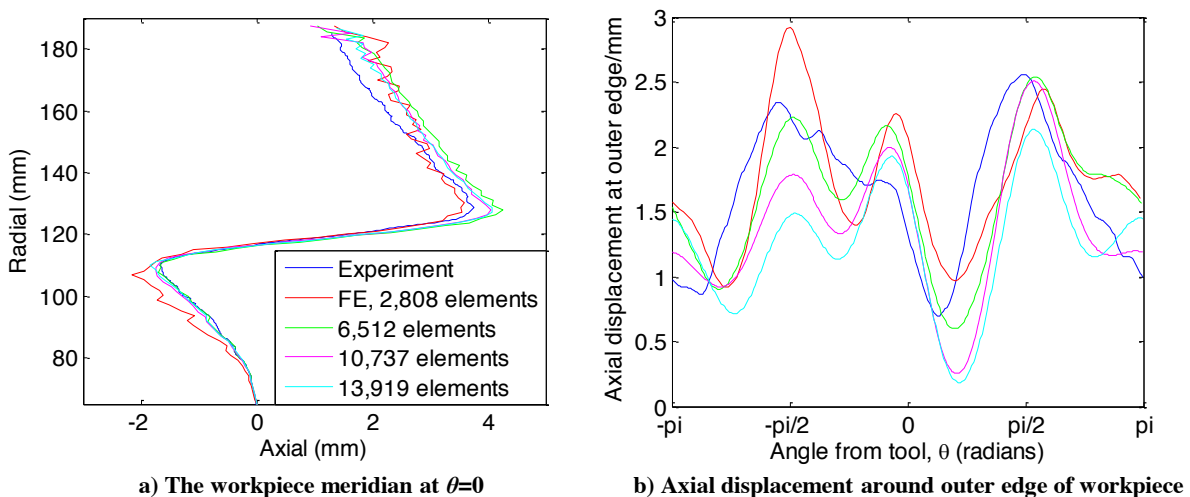 180
160
140
120
100
80
Radial (mm)
-2
0
2
4
Axial (mm)
Experiment
FE, 2,808 elements
6,512 elements
10,737 elements
13,919 elements
a) The workpiece meridian at θ=0
3
2.5
2
1.5
1
0.5
0
Axial displacement at outer edge/mm
-pi
-pi/2
0
pi/2
pi
Angle from tool, θ (radians)
b) Axial displacement around outer edge of workpiece